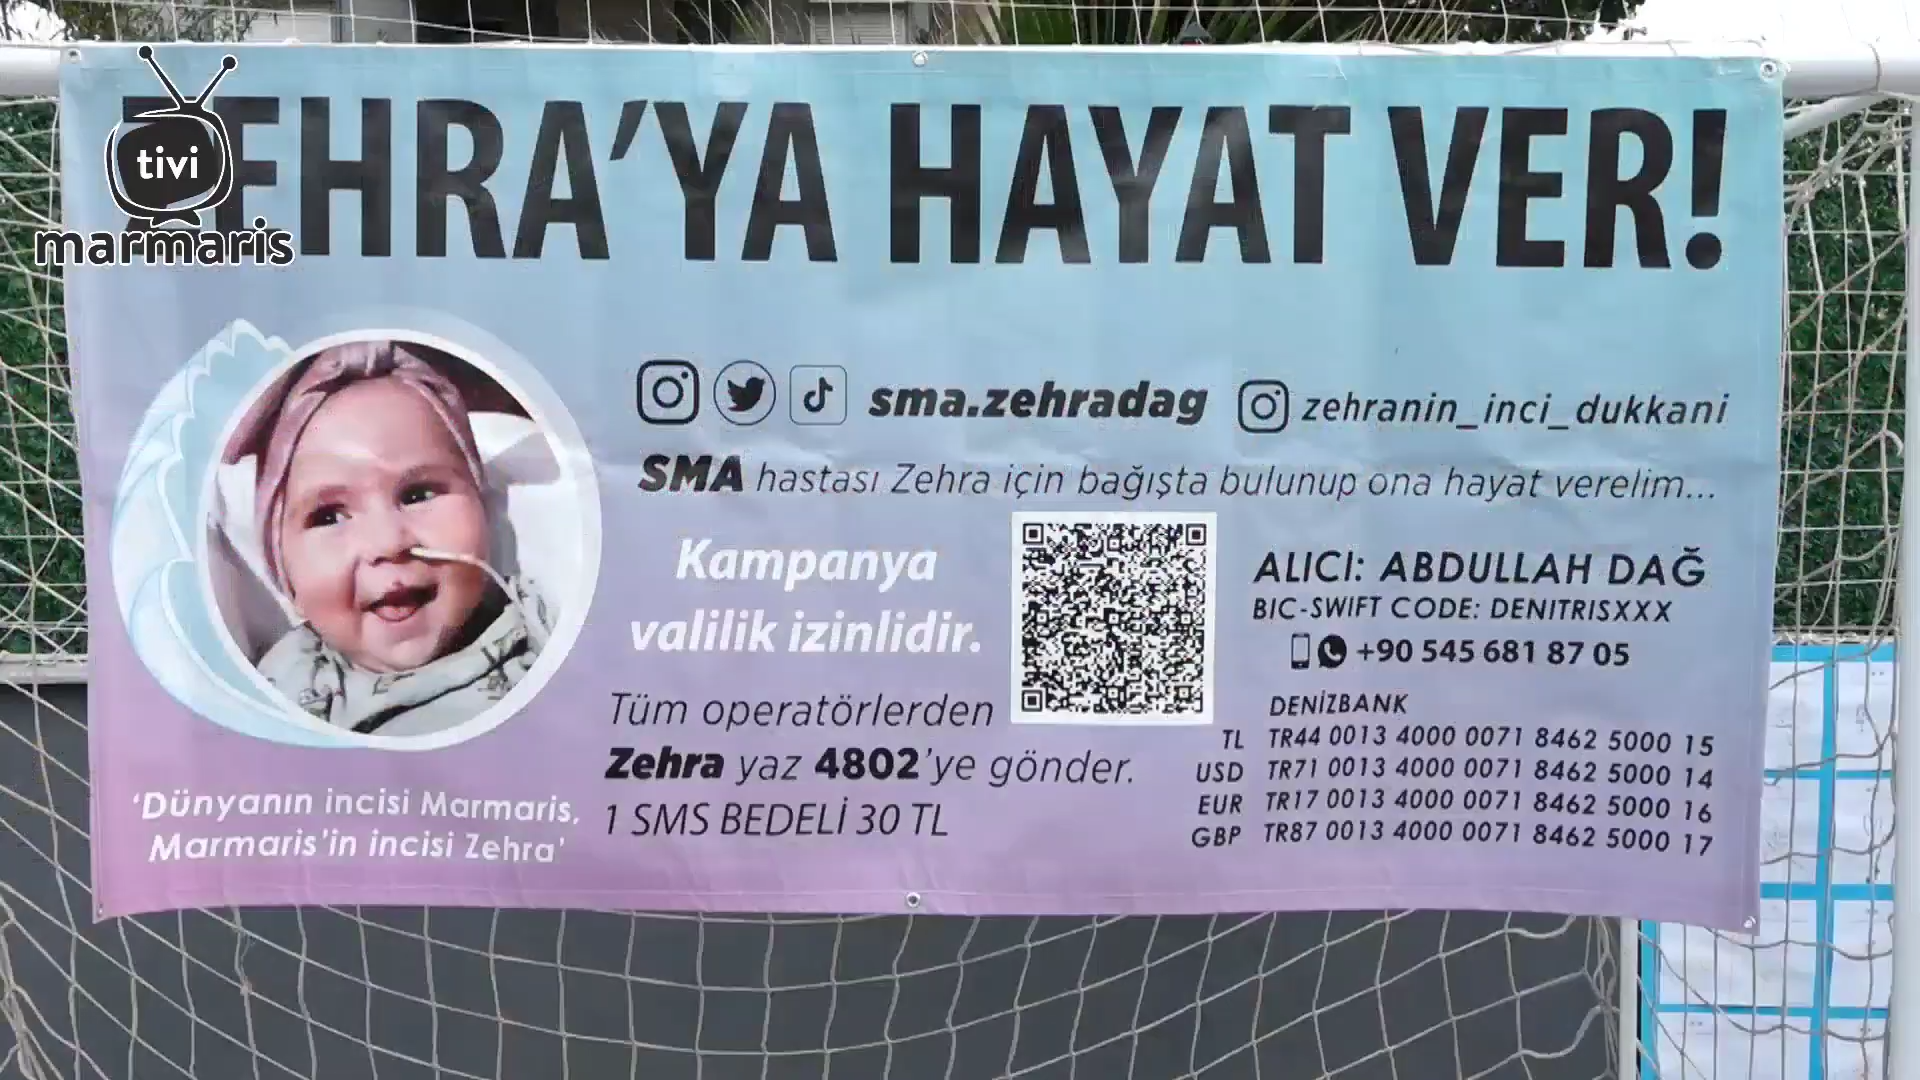 ZEHRA'YA HAYAT VER!
tivi
marmaris
sma.zehradag zehranin_inci_dukkani
SMA hastası Zehra için bağışta bulunup ona hayat verelim...
Kampanya
valilik izinlidir.
Tüm operatörlerden
Zehra yaz 4802'ye gönder.
1 SMS BEDELİ 30 TL
ALICI: ABDULLAH DAĞ
BIC-SWIFT CODE: DENITRISXXX
+90 545 681 87 05
DENİZBANK
TL TR44 0013 4000 0071 8462 5000 15
USD TR71 0013 4000 0071 8462 5000 14
EUR TR17 0013 4000 0071 8462 5000 16
GBP TR87 0013 4000 0071 8462 5000 17
'Dünyanın incisi Marmaris,
Marmaris'in incisi Zehra'